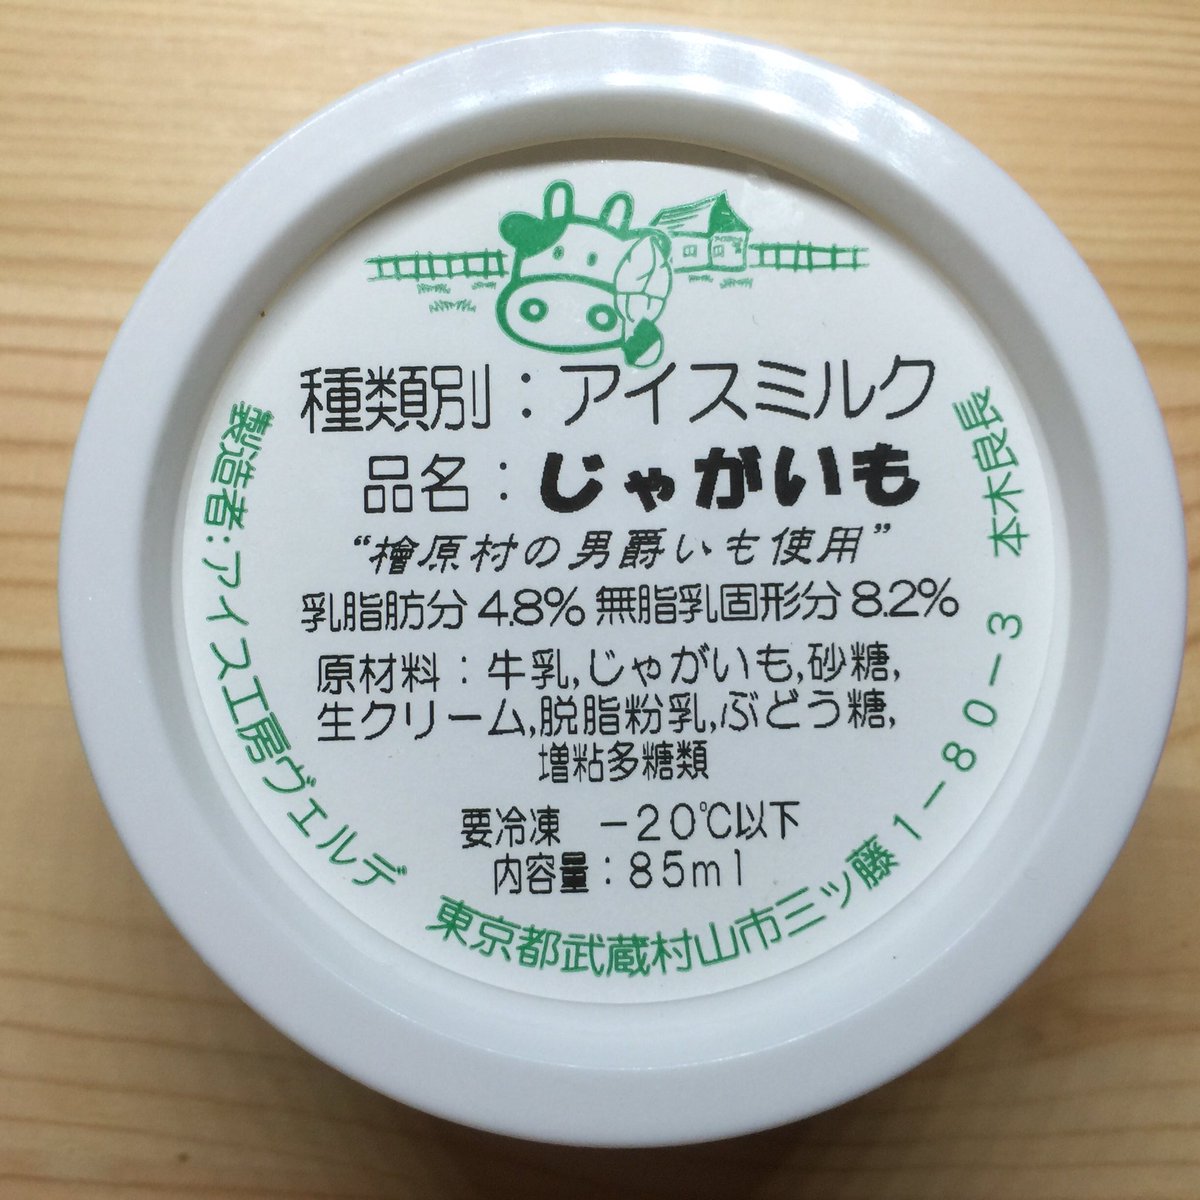 種類別：アイスミルク
品名：じゃがいも
“檜原村の男爵いも使用”
乳脂肪分 4.8% 無脂乳固形分 8.2%
原材料：牛乳,じゃがいも,砂糖,
生クリーム,脱脂粉乳,ぶどう糖,
増粘多糖類
要冷凍 －20℃以下
内容量：85ml
製造者：アイス工房ヴェルデ
東京都武蔵村山市三ッ藤1－80－3 本木良長